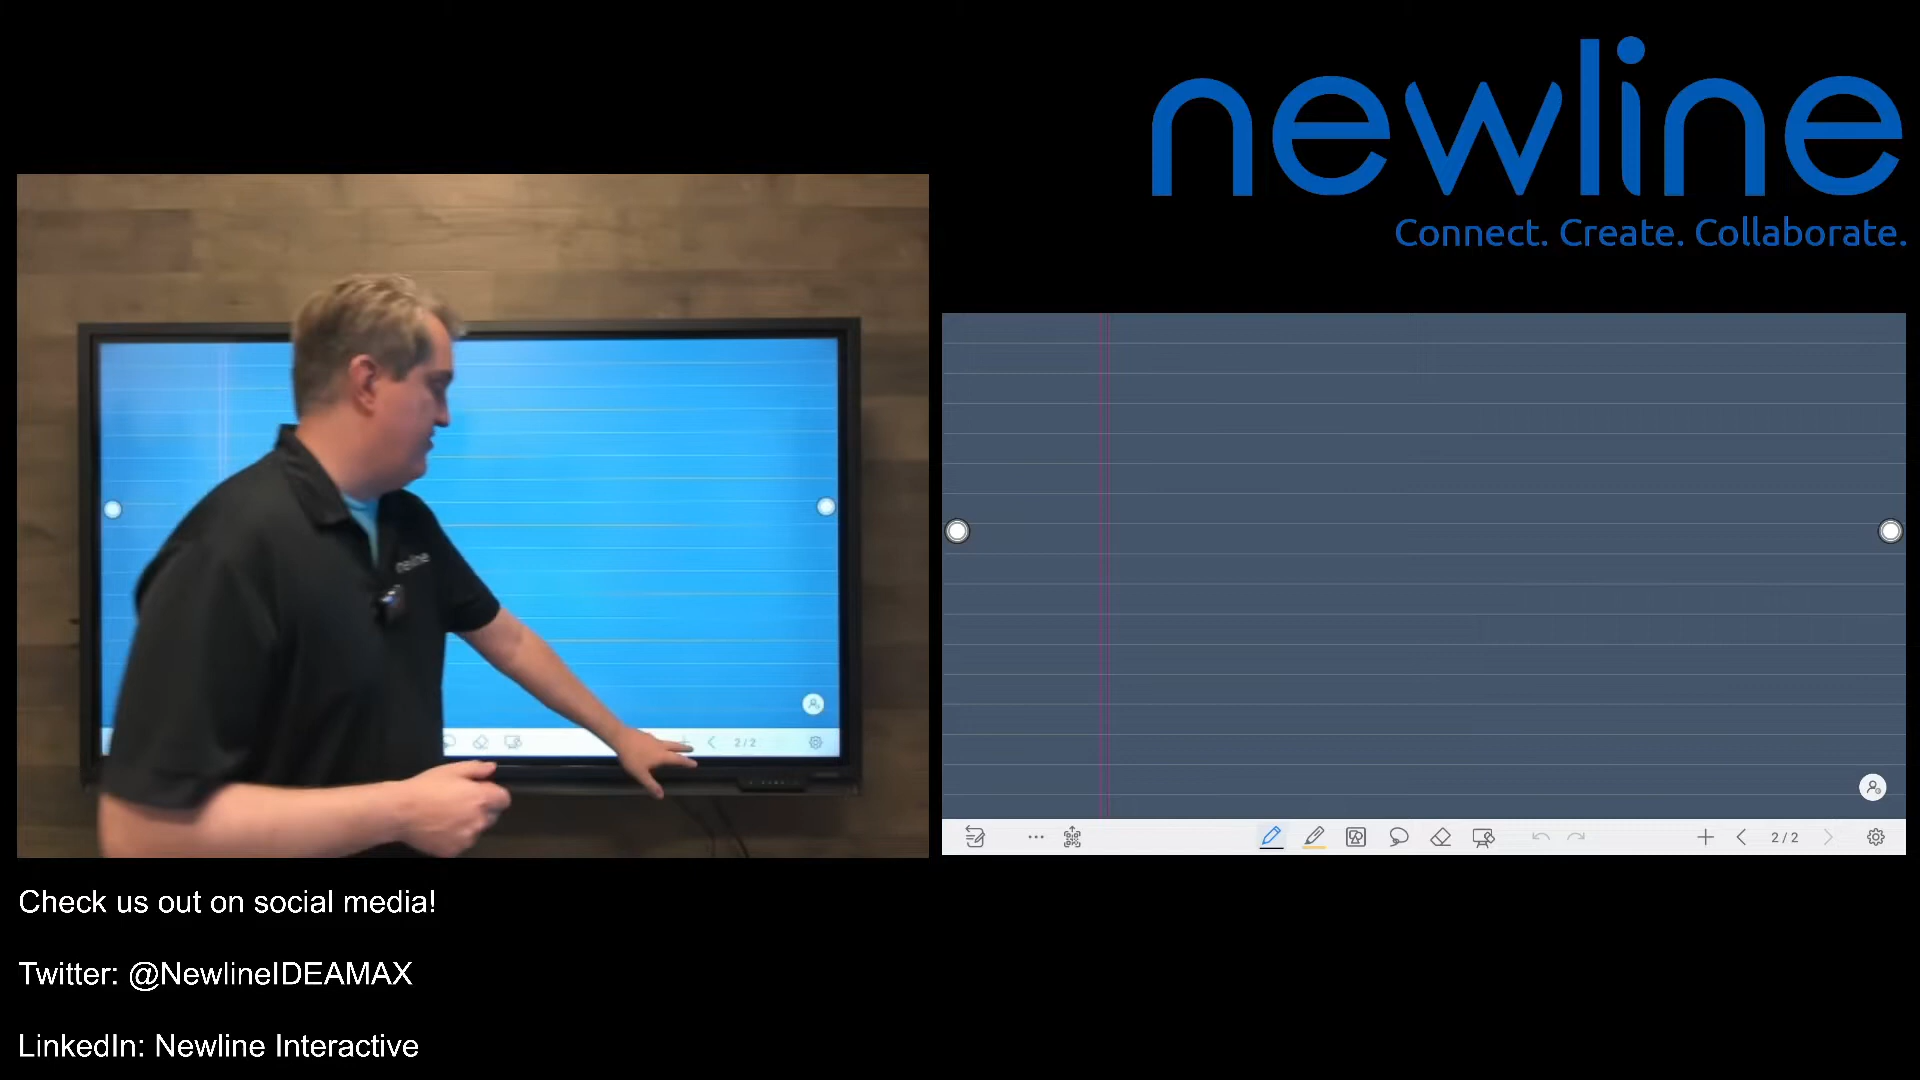 newline
Connect. Create. Collaborate.
newline
2/2
2/2
Check us out on social media!
Twitter: @NewlineIDEAMAX
LinkedIn: Newline Interactive